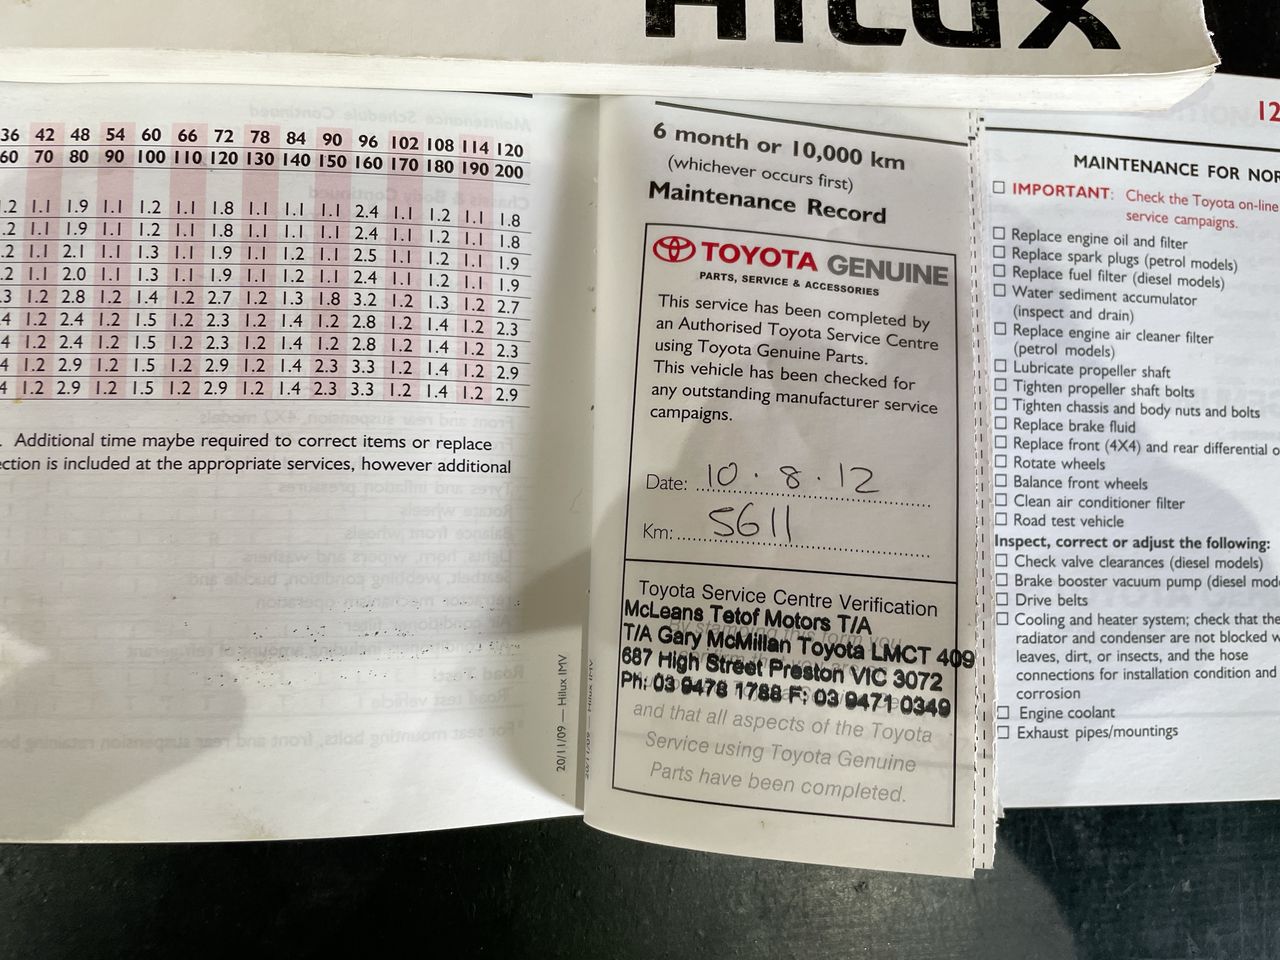 HILUX
36 42 48 54 60 66 72 78 84 90 96 102 108 114 120
60 70 80 90 100 110 120 130 140 150 160 170 180 190 200
.2 1.1 1.9 1.1 1.2 1.1 1.8 1.1 1.1 1.1 2.4 1.1 1.2 1.1 1.8
.2 1.1 1.9 1.1 1.2 1.1 1.8 1.1 1.1 1.1 2.4 1.1 1.2 1.1 1.8
.2 1.1 2.1 1.1 1.3 1.1 1.9 1.1 1.2 1.1 2.5 1.1 1.2 1.1 1.9
.2 1.1 2.0 1.1 1.3 1.1 1.9 1.1 1.2 1.1 2.4 1.1 1.2 1.1 1.9
.3 1.2 2.8 1.2 1.4 1.2 2.7 1.2 1.3 1.8 3.2 1.2 1.3 1.2 2.7
4 1.2 2.4 1.2 1.5 1.2 2.3 1.2 1.4 1.2 2.8 1.2 1.4 1.2 2.3
4 1.2 2.4 1.2 1.5 1.2 2.3 1.2 1.4 1.2 2.8 1.2 1.4 1.2 2.3
4 1.2 2.9 1.2 1.5 1.2 2.9 1.2 1.4 2.3 3.3 1.2 1.4 1.2 2.9
4 1.2 2.9 1.2 1.5 1.2 2.9 1.2 1.4 2.3 3.3 1.2 1.4 1.2 2.9
. Additional time maybe required to correct items or replace
ection is included at the appropriate services, however additional
20/11/09 — Hilux IMV
6 month or 10,000 km
(whichever occurs first)
Maintenance Record
TOYOTA GENUINE
PARTS, SERVICE & ACCESSORIES
This service has been completed by
an Authorised Toyota Service Centre
using Toyota Genuine Parts.
This vehicle has been checked for
any outstanding manufacturer service
campaigns.
Date: 10.8.12
Km: 5611
Toyota Service Centre Verification
McLeans Tetof Motors T/A
T/A Gary McMillan Toyota LMCT 409
687 High Street Preston VIC 3072
Ph: 03 9478 1788 F: 03 9471 0349
and that all aspects of the Toyota
Service using Toyota Genuine
Parts have been completed.
12
MAINTENANCE FOR NOR
IMPORTANT: Check the Toyota on-line
service campaigns.
Replace engine oil and filter
Replace spark plugs (petrol models)
Replace fuel filter (diesel models)
Water sediment accumulator
(inspect and drain)
Replace engine air cleaner filter
(petrol models)
Lubricate propeller shaft
Tighten propeller shaft bolts
Tighten chassis and body nuts and bolts
Replace brake fluid
Replace front (4X4) and rear differential o
Rotate wheels
Balance front wheels
Clean air conditioner filter
Road test vehicle
Inspect, correct or adjust the following:
Check valve clearances (diesel models)
Brake booster vacuum pump (diesel mode
Drive belts
Cooling and heater system; check that the
radiator and condenser are not blocked w
leaves, dirt, or insects, and the hose
connections for installation condition and
corrosion
Engine coolant
Exhaust pipes/mountings